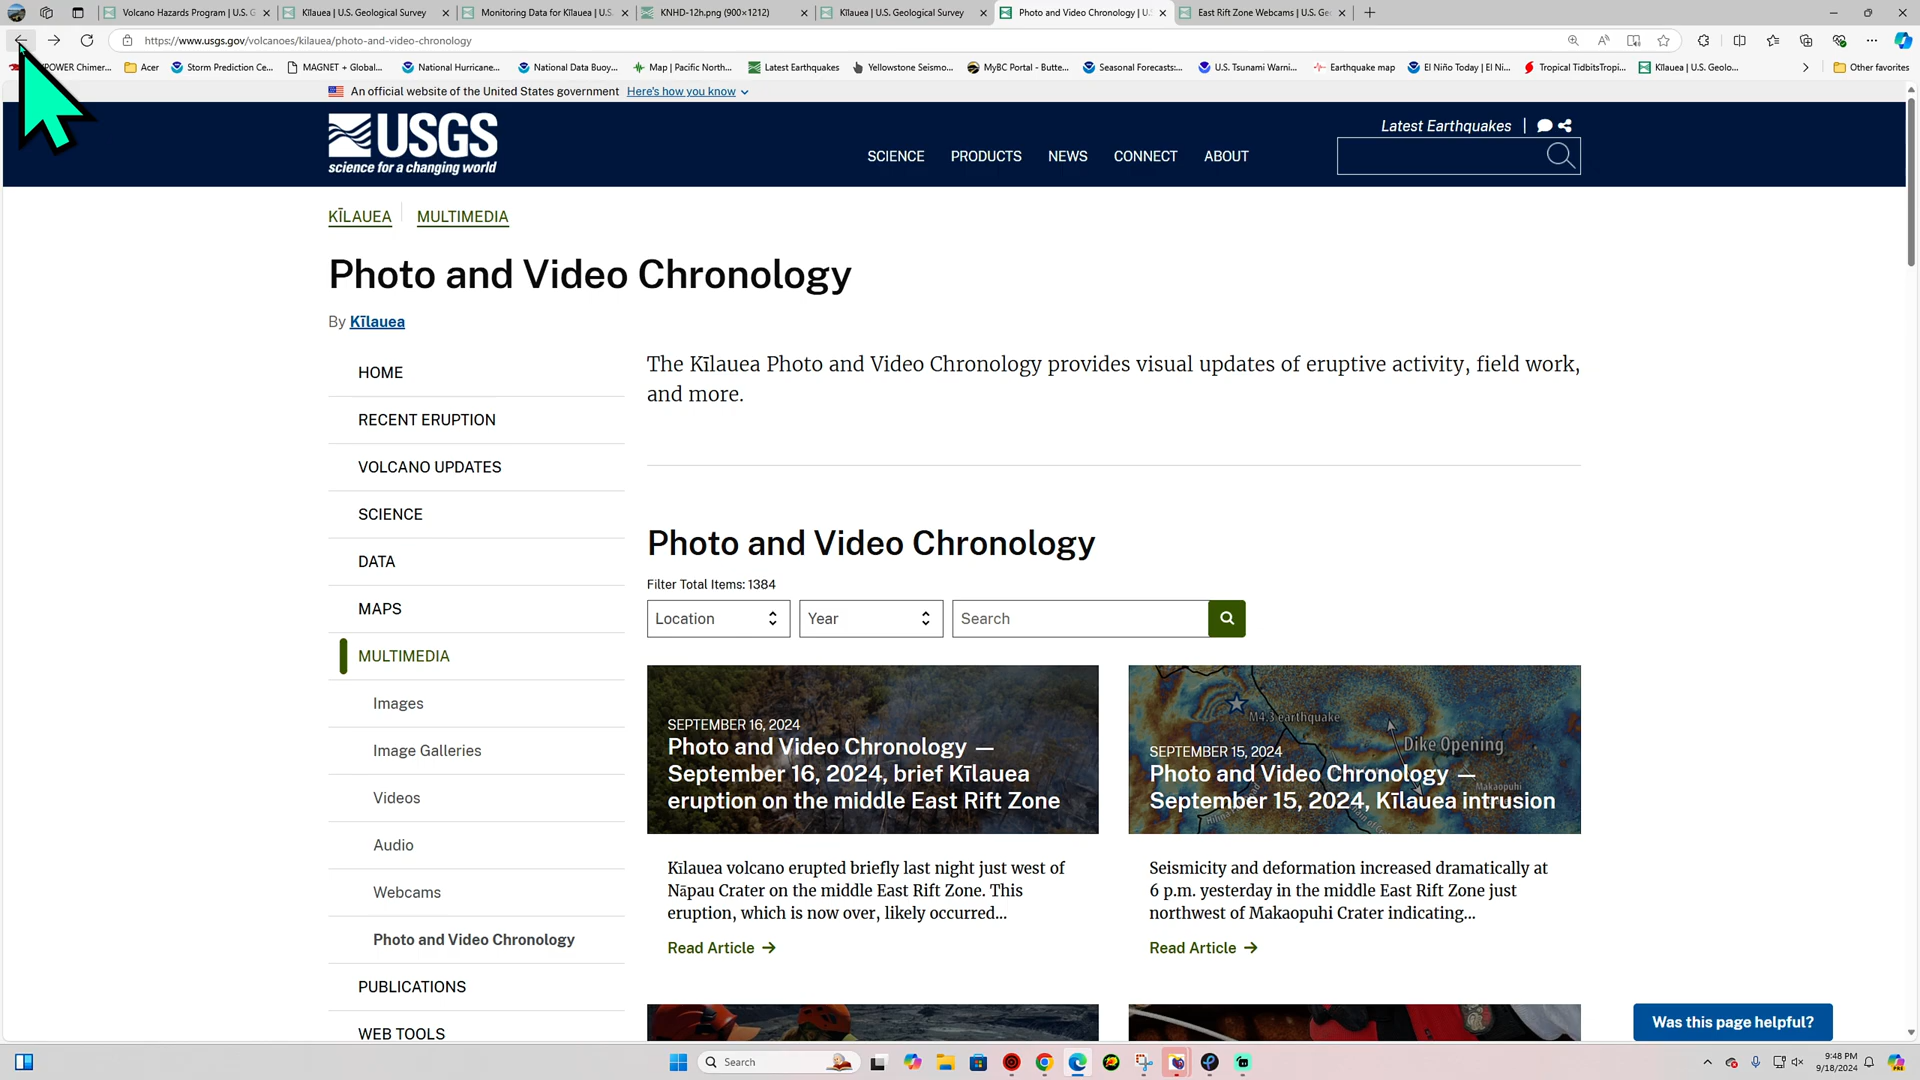 Volcano Hazards Program | U.S. G
Kīlauea | U.S. Geological Survey
Monitoring Data for Kīlauea | U.S.
KNHD-12h.png (900×1212)
Kīlauea | U.S. Geological Survey
Photo and Video Chronology | U.
East Rift Zone Webcams | U.S. Ge
https://www.usgs.gov/volcanoes/kilauea/photo-and-video-chronology
POWER Chimer...
Acer
Storm Prediction Ce...
MAGNET + Global...
National Hurricane...
National Data Buoy...
Map | Pacific North...
Latest Earthquakes
Yellowstone Seismo...
MyBC Portal - Butte...
Seasonal Forecasts:...
U.S. Tsunami Warni...
Earthquake map
El Niño Today | El Ni...
Tropical TidbitsTropi...
Kīlauea | U.S. Geolo...
Other favorites
An official website of the United States government Here's how you know
USGS
science for a changing world
Latest Earthquakes
SCIENCE PRODUCTS NEWS CONNECT ABOUT
KĪLAUEA
MULTIMEDIA
Photo and Video Chronology
By Kīlauea
HOME
RECENT ERUPTION
VOLCANO UPDATES
SCIENCE
DATA
MAPS
MULTIMEDIA
Images
Image Galleries
Videos
Audio
Webcams
Photo and Video Chronology
PUBLICATIONS
WEB TOOLS
The Kīlauea Photo and Video Chronology provides visual updates of eruptive activity, field work,
and more.
Photo and Video Chronology
Filter Total Items: 1384
Location
Year
Search
SEPTEMBER 16, 2024
Photo and Video Chronology —
September 16, 2024, brief Kīlauea
eruption on the middle East Rift Zone
Kīlauea volcano erupted briefly last night just west of
Nāpau Crater on the middle East Rift Zone. This
eruption, which is now over, likely occurred...
Read Article →
M4.3 earthquake
Dike Opening
Makaopuhi
SEPTEMBER 15, 2024
Photo and Video Chronology —
September 15, 2024, Kīlauea intrusion
Seismicity and deformation increased dramatically at
6 p.m. yesterday in the middle East Rift Zone just
northwest of Makaopuhi Crater indicating...
Read Article →
Was this page helpful?
Search
9:48 PM
9/18/2024